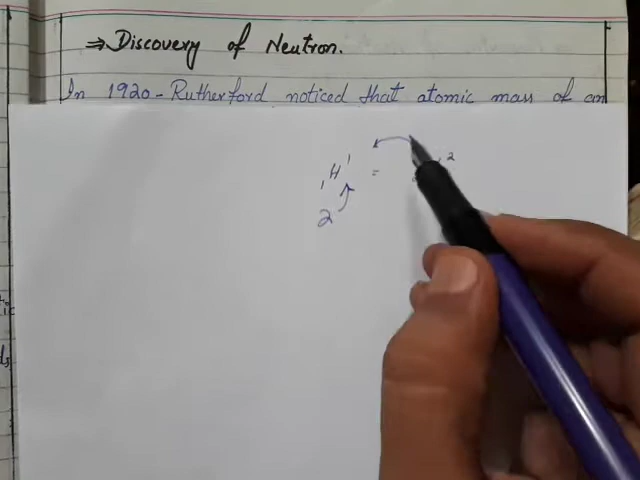 ⇒ Discovery of Neutron.
In 1920 - Rutherford noticed that atomic mass of an
₁H¹ =
2
2